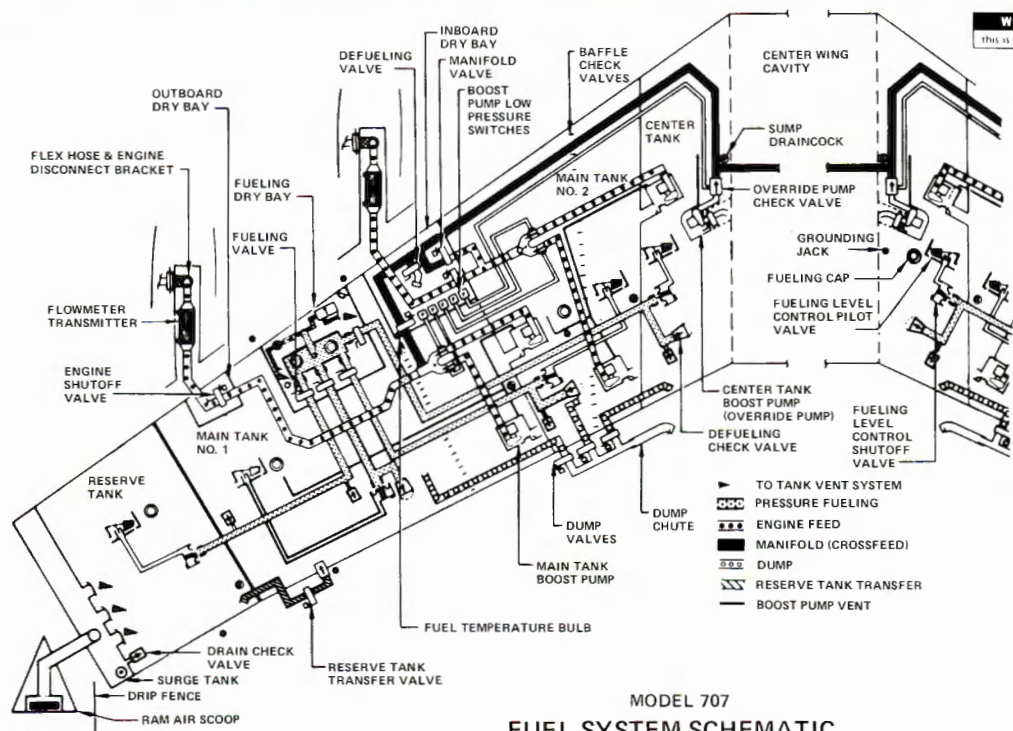 W
this is
INBOARD
DRY BAY
DEFUELING
VALVE
MANIFOLD
VALVE
BOOST
PUMP LOW
PRESSURE
SWITCHES
BAFFLE
CHECK
VALVES
CENTER WING
CAVITY
OUTBOARD
DRY BAY
CENTER
TANK
SUMP
DRAINCOCK
FLEX HOSE & ENGINE
DISCONNECT BRACKET
FUELING
DRY BAY
MAIN TANK
NO. 2
OVERRIDE PUMP
CHECK VALVE
FUELING
VALVE
GROUNDING
JACK
FUELING CAP
FLOWMETER
TRANSMITTER
FUELING LEVEL
CONTROL PILOT
VALVE
ENGINE
SHUTOFF
VALVE
MAIN TANK
NO. 1
CENTER TANK
BOOST PUMP
(OVERRIDE PUMP)
DEFUELING
CHECK VALVE
FUELING
LEVEL
CONTROL
SHUTOFF
VALVE
RESERVE
TANK
DUMP
VALVES
DUMP
CHUTE
MAIN TANK
BOOST PUMP
TO TANK VENT SYSTEM
PRESSURE FUELING
ENGINE FEED
MANIFOLD (CROSSFEED)
DUMP
RESERVE TANK TRANSFER
BOOST PUMP VENT
FUEL TEMPERATURE BULB
DRAIN CHECK
VALVE
RESERVE TANK
TRANSFER VALVE
SURGE TANK
DRIP FENCE
RAM AIR SCOOP
MODEL 707
FUEL SYSTEM SCHEMATIC